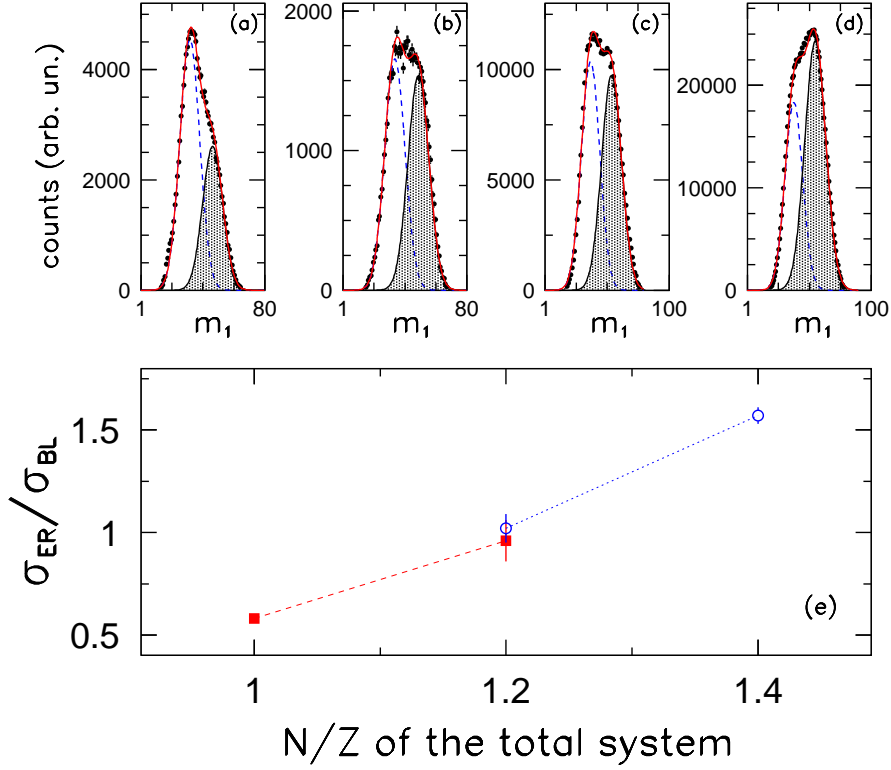 (a) (b) (c) (d)
counts (arb. un.)
4000
2000
0
2000
1000
0
10000
5000
0
20000
10000
0
1 80
1 80
1 100
1 100
m₁ m₁ m₁ m₁
σER/σBL
1.5
1
0.5
(e)
1 1.2 1.4
N/Z of the total system